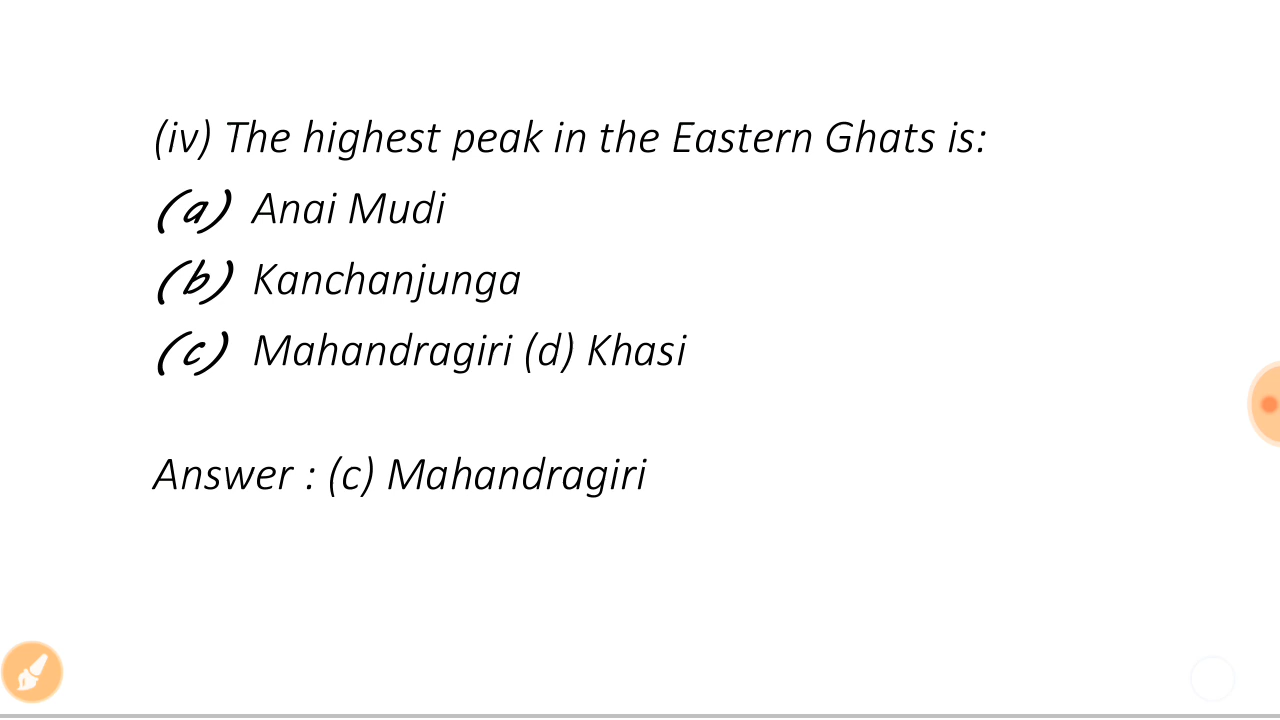 (iv) The highest peak in the Eastern Ghats is:
(a) Anai Mudi
(b) Kanchanjunga
(c) Mahandragiri (d) Khasi
Answer : (c) Mahandragiri